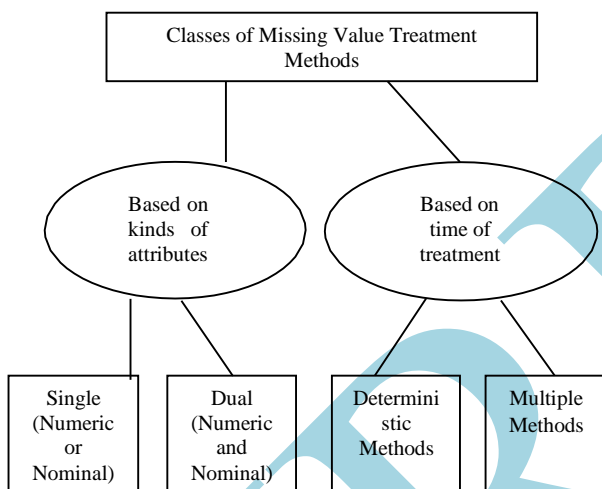 Classes of Missing Value Treatment
Methods
Based on
kinds of
attributes
Based on
time of
treatment
Single
(Numeric
or
Nominal)
Dual
(Numeric
and
Nominal)
Determini
stic
Methods
Multiple
Methods